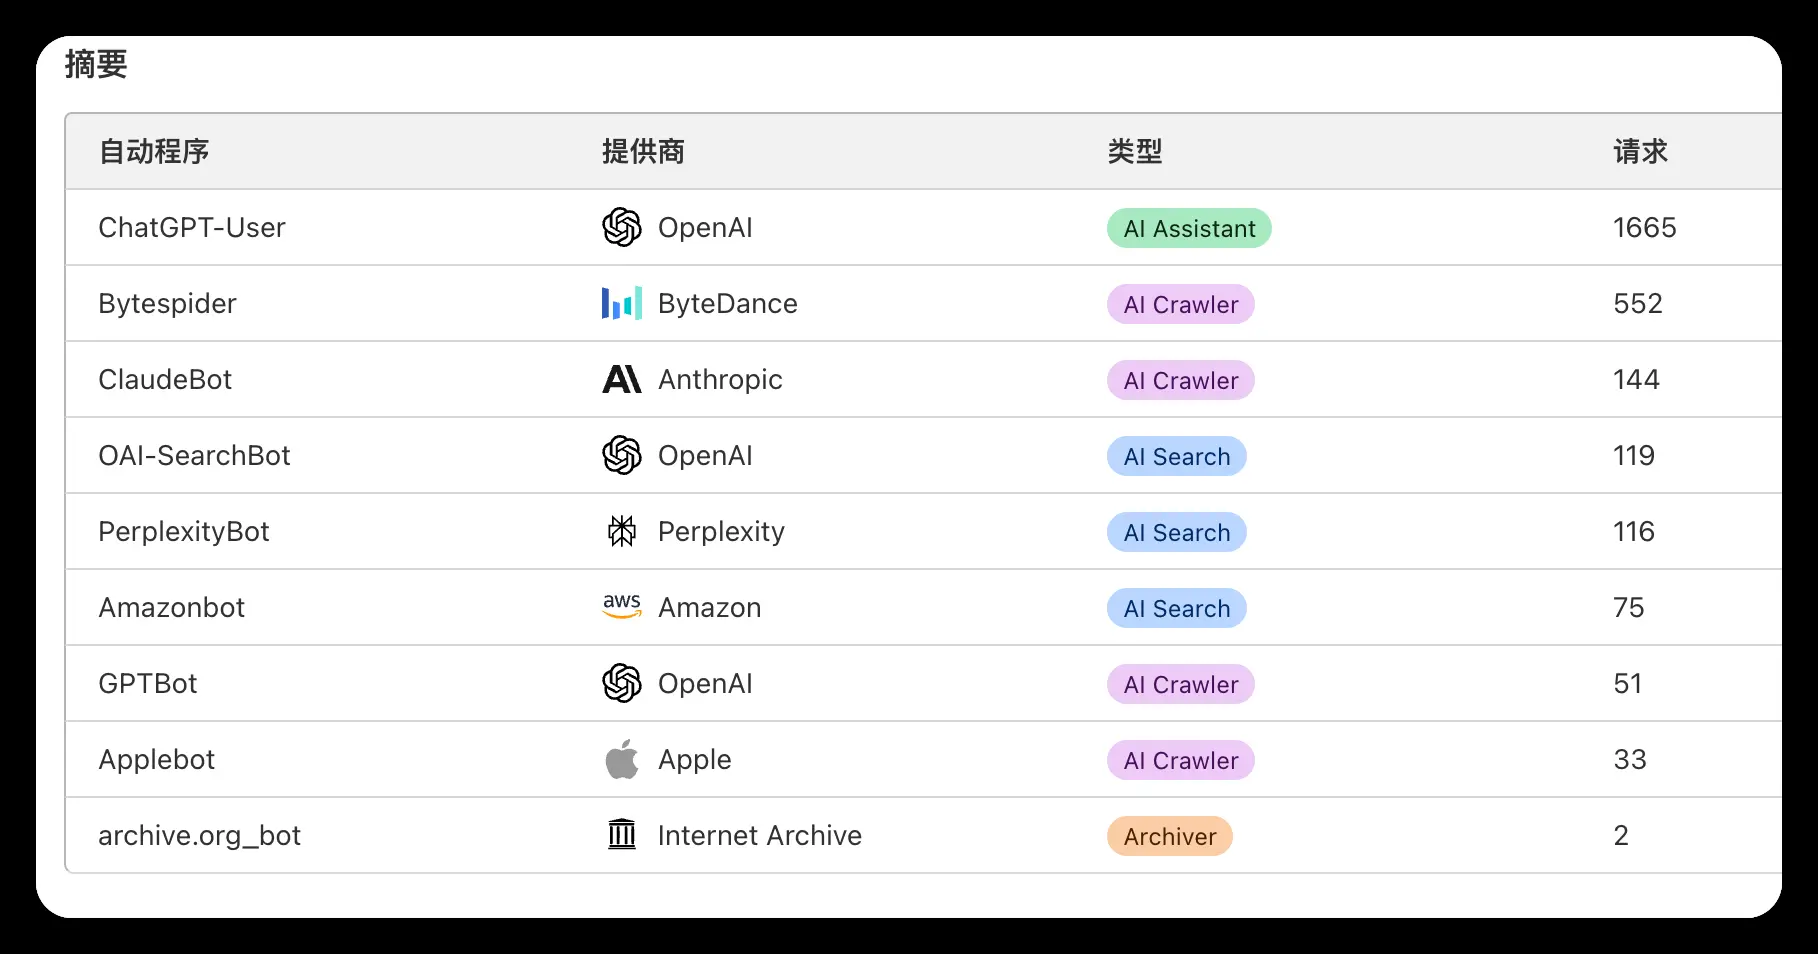 摘要
自动程序 提供商 类型 请求
ChatGPT-User OpenAI AI Assistant 1665
Bytespider ByteDance AI Crawler 552
ClaudeBot Anthropic AI Crawler 144
OAI-SearchBot OpenAI AI Search 119
PerplexityBot Perplexity AI Search 116
Amazonbot aws Amazon AI Search 75
GPTBot OpenAI AI Crawler 51
Applebot Apple AI Crawler 33
archive.org_bot Internet Archive Archiver 2